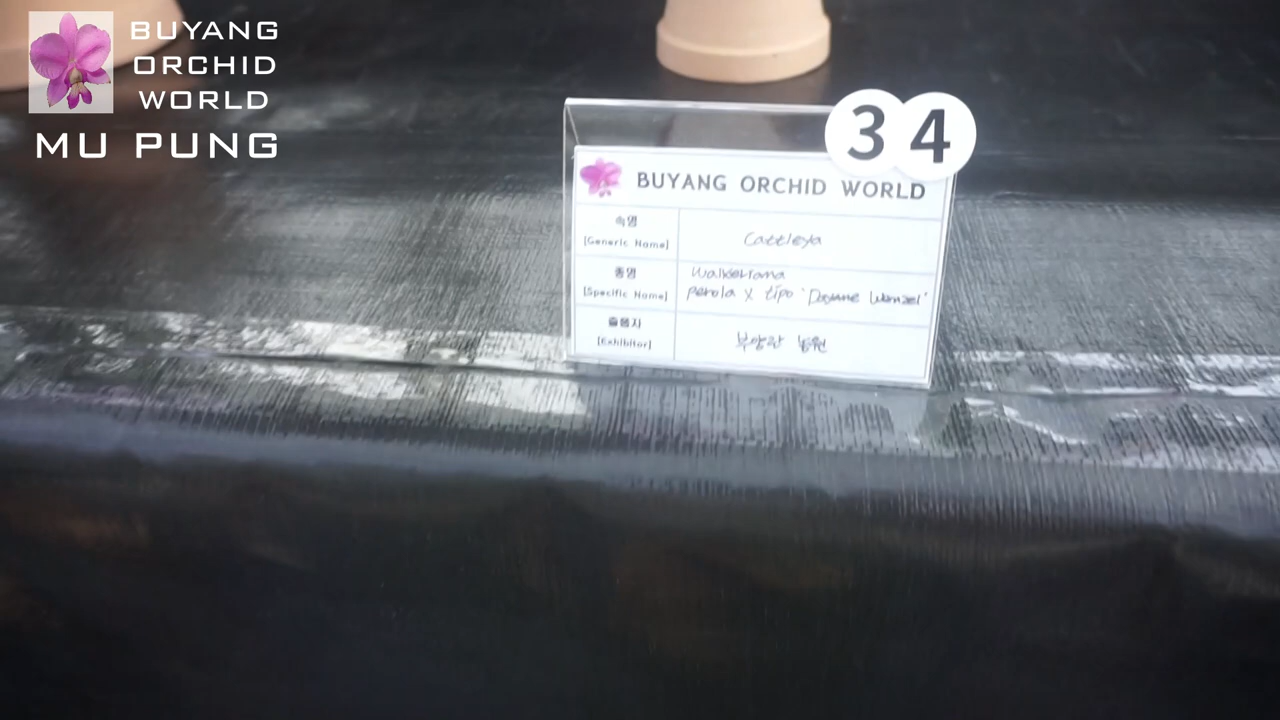 BUYANG
ORCHID
WORLD
MU PUNG
34
BUYANG ORCHID WORLD
속명
[Generic Name]
Cattleya
종명
[Specific Name]
Walkeriana
perola x tipo 'Dayane Wenzel'
출품자
[Exhibitor]
부양란 농원